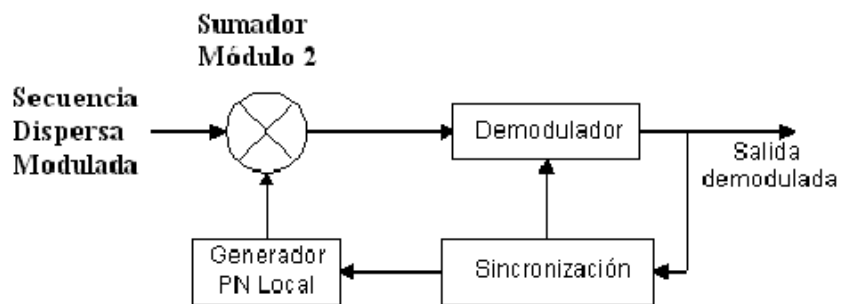 Sumador
Módulo 2
Secuencia
Dispersa
Modulada
Demodulador
Salida
demodulada
Generador
PN Local
Sincronización